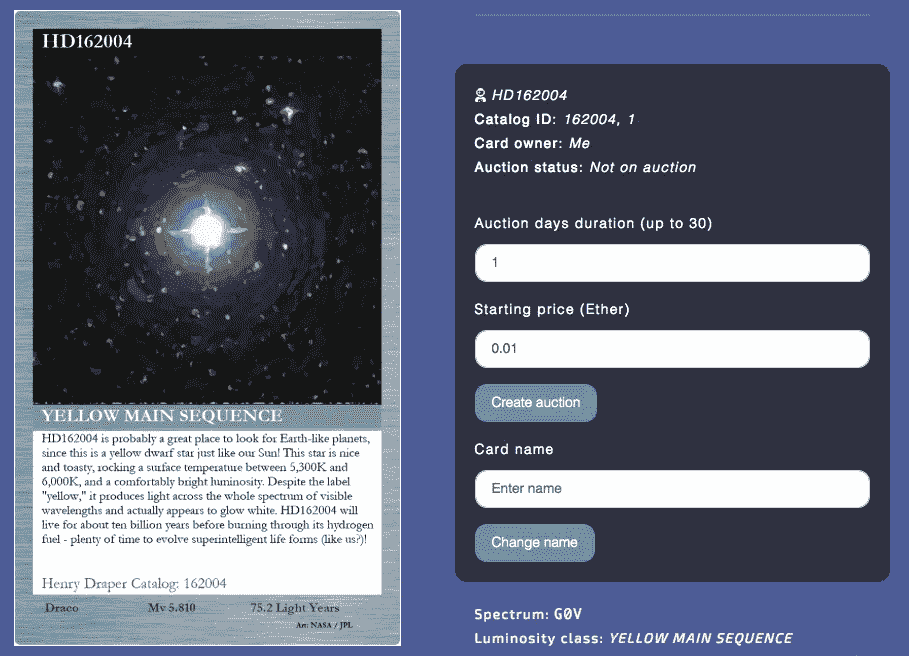 HD162004
YELLOW MAIN SEQUENCE
HD162004 is probably a great place to look for Earth-like planets,
since this is a yellow dwarf star just like our Sun! This star is nice
and toasty, rocking a surface temperature between 5,300K and
6,000K, and a comfortably bright luminosity. Despite the label
"yellow," it produces light across the whole spectrum of visible
wavelengths and actually appears to glow white. HD162004 will
live for about ten billion years before burning through its hydrogen
fuel - plenty of time to evolve superintelligent life forms (like us?)!
Henry Draper Catalog: 162004
Draco Mv 5.810 75.2 Light Years
Art: NASA / JPL
HD162004
Catalog ID: 162004, 1
Card owner: Me
Auction status: Not on auction
Auction days duration (up to 30)
1
Starting price (Ether)
0.01
Create auction
Card name
Enter name
Change name
Spectrum: G0V
Luminosity class: YELLOW MAIN SEQUENCE